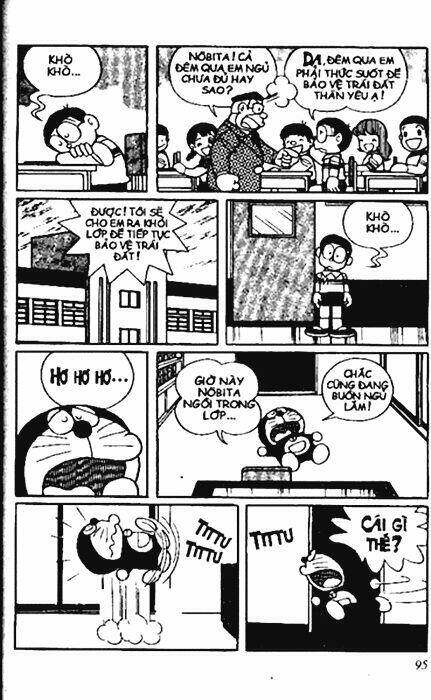 KHÒ
KHÒ...
NÔBITA! CẢ
ĐÊM QUA EM NGỦ
CHƯA ĐỦ HAY
SAO?
DẠ, ĐÊM QUA EM
PHẢI THỨC SUỐT ĐỂ
BẢO VỆ TRÁI ĐẤT
THÂN YÊU Ạ!
ĐƯỢC! TÔI SẼ
CHO EM RA KHỎI
LỚP ĐỂ TIẾP TỤC
BẢO VỆ TRÁI
ĐẤT!
KHÒ
KHÒ...
HƠ HƠ HƠ...
GIỜ NÀY
NÔBITA
NGỒI TRONG
LỚP...
CHẮC
CŨNG ĐANG
BUỒN NGỦ
LẮM!
TÍTTU
TÍTTU
TÍTTU
CÁI GÌ
THẾ?
95